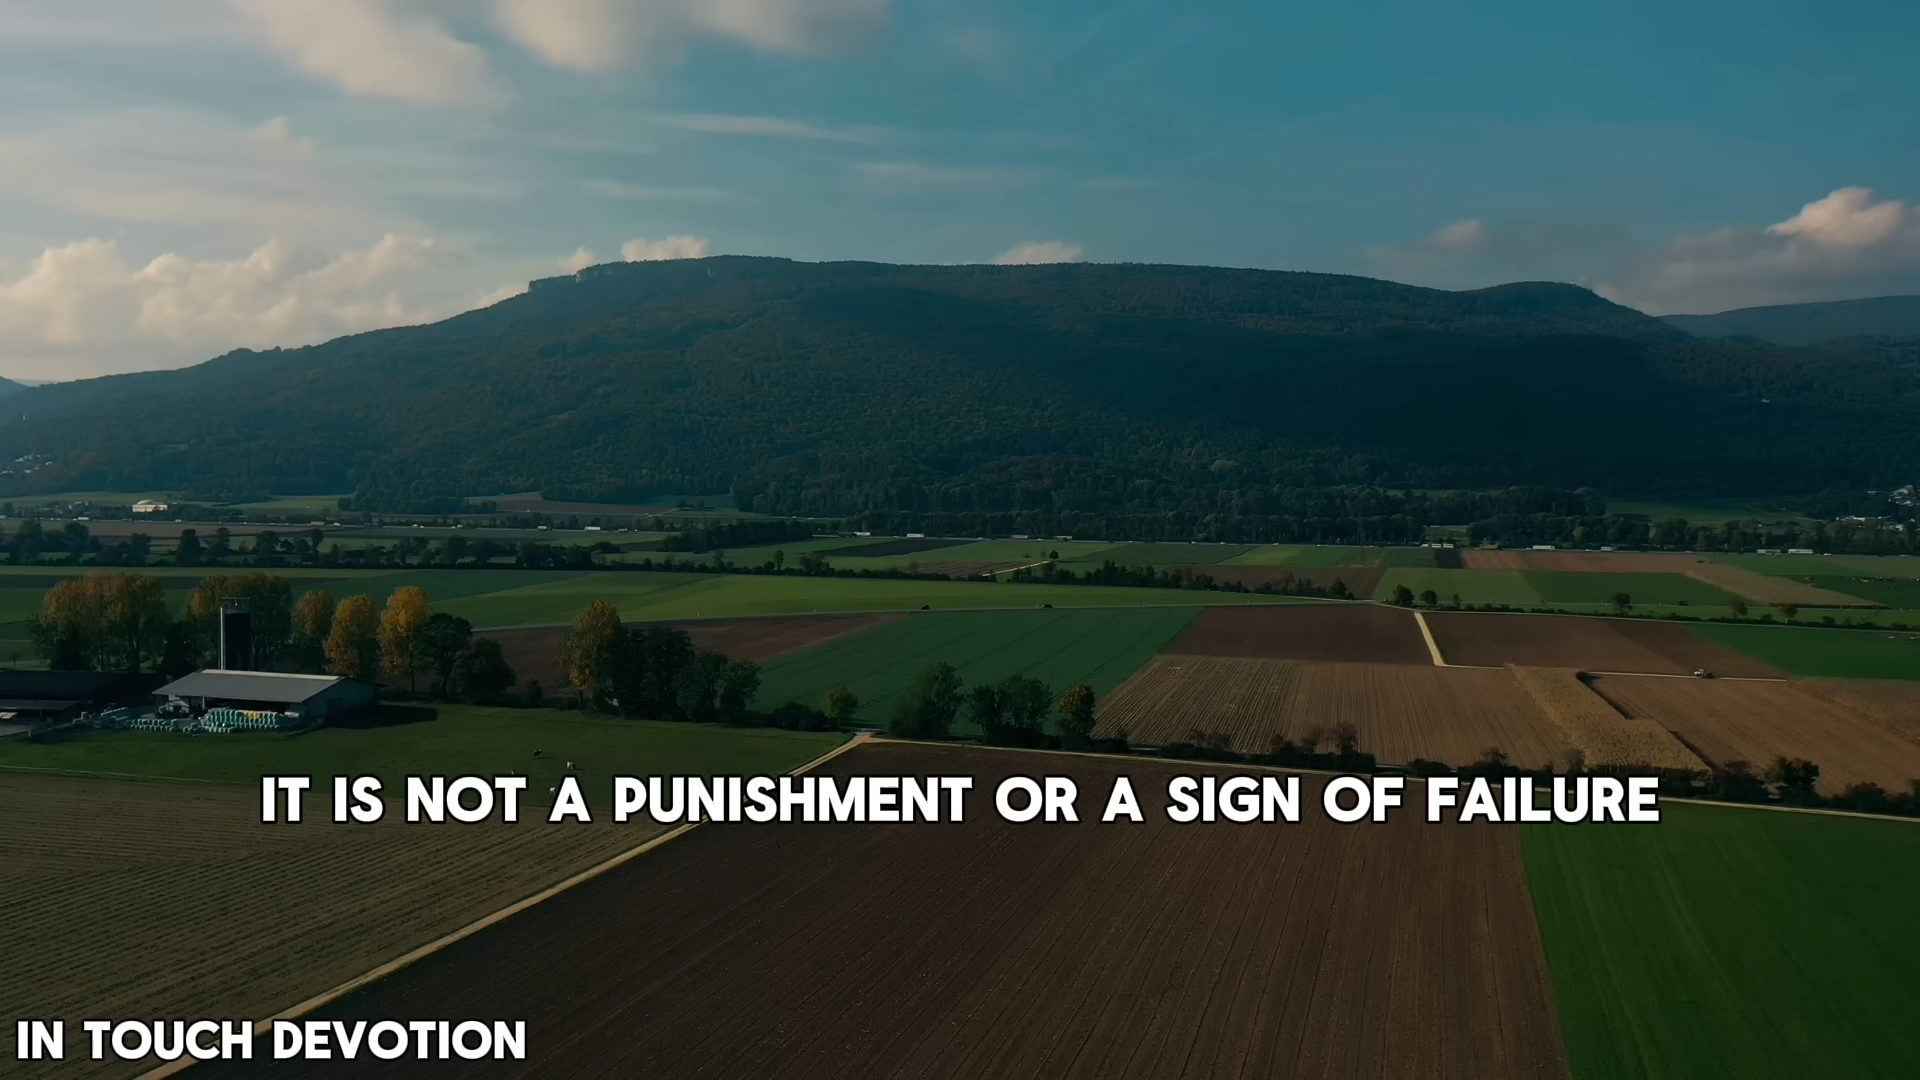 IT IS NOT A PUNISHMENT OR A SIGN OF FAILURE
IN TOUCH DEVOTION